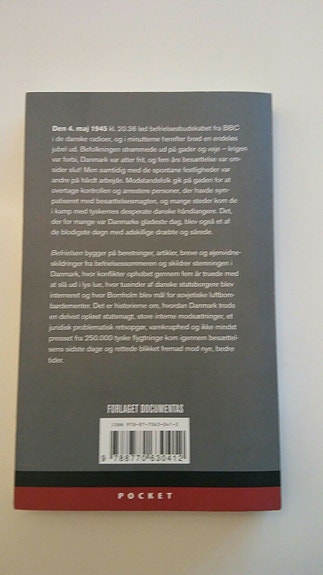 Den 4. maj 1945 kl. 20.36 lød befrielsesbudskabet fra BBC
i de danske radioer, og i minutterne herefter brød en endeløs
jubel ud. Befolkningen strømmede ud på gader og veje – krigen
var forbi, Danmark var atter frit, og fem års besættelse var om-
sider slut! Men samtidig med de spontane festligheder var
andre på hårdt arbejde. Modstandsfolk gik på gaden for at
overtage kontrollen og arrestere personer, der havde sym-
patiseret med besættelsesmagten, og mange steder kom de
i kamp med tyskernes desperate danske håndlangere. Det,
der for mange var Danmarks gladeste dag, blev også et af
de blodigste døgn med adskillige dræbte og sårede.
Befrielsen bygger på beretninger, artikler, breve og øjenvidne-
skildringer fra befrielsessommeren og skildrer stemningen i
Danmark, hvor konflikter ophobet gennem fem år truede med
at slå ud i lys lue, hvor tusinder af danske statsborgere blev
interneret og hvor Bornholm blev mål for sovjetiske luftbom-
bardementer. Det er historierne om, hvordan Danmark trods
en delvist opløst statsmagt, store interne modsætninger, et
juridisk problematisk retsopgør, vareknaphed og ikke mindst
presset fra 250.000 tyske flygtninge kom igennem besættel-
sens sidste dage og rettede blikket fremad mod nye, bedre
tider.
FORLAGET DOCUMENTAS
9 788770 630412
POCKET